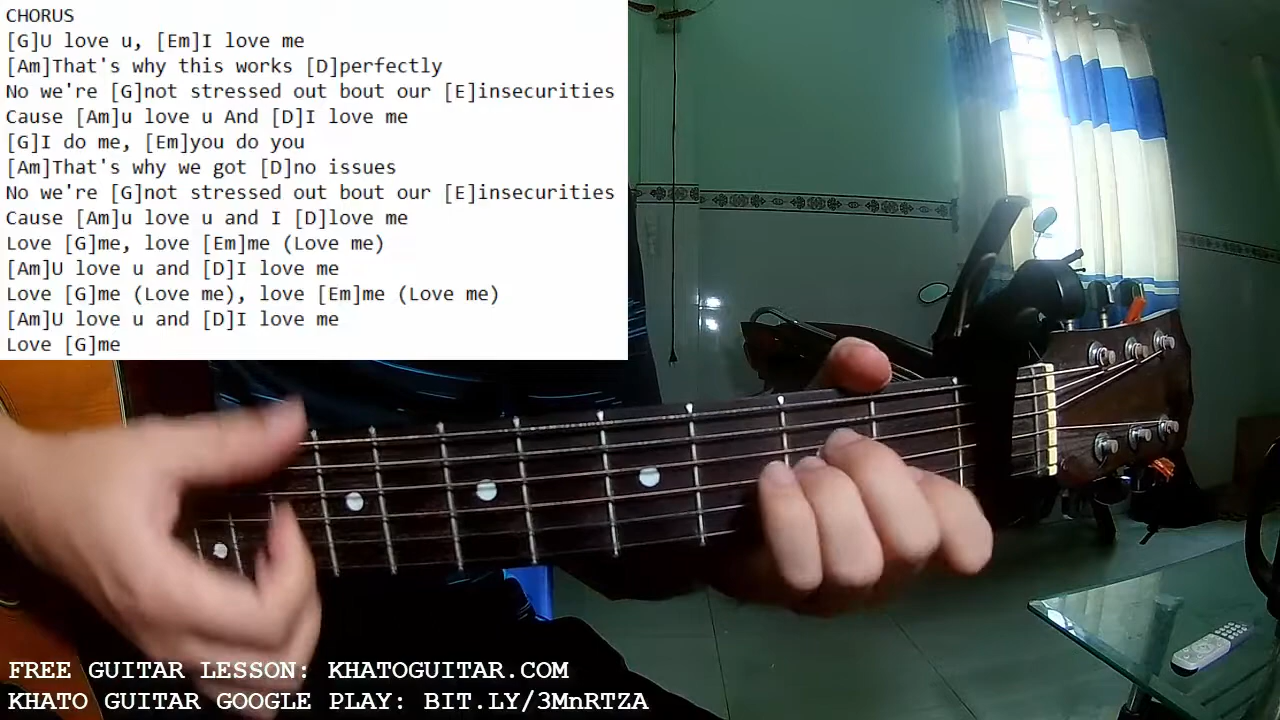 CHORUS
[G]U love u, [Em]I love me
[Am]That's why this works [D]perfectly
No we're [G]not stressed out bout our [E]insecurities
Cause [Am]u love u And [D]I love me
[G]I do me, [Em]you do you
[Am]That's why we got [D]no issues
No we're [G]not stressed out bout our [E]insecurities
Cause [Am]u love u and I [D]love me
Love [G]me, love [Em]me (Love me)
[Am]U love u and [D]I love me
Love [G]me (Love me), love [Em]me (Love me)
[Am]U love u and [D]I love me
Love [G]me
FREE GUITAR LESSON: KHATOGUITAR.COM
KHATO GUITAR GOOGLE PLAY: BIT.LY/3MnRTZA